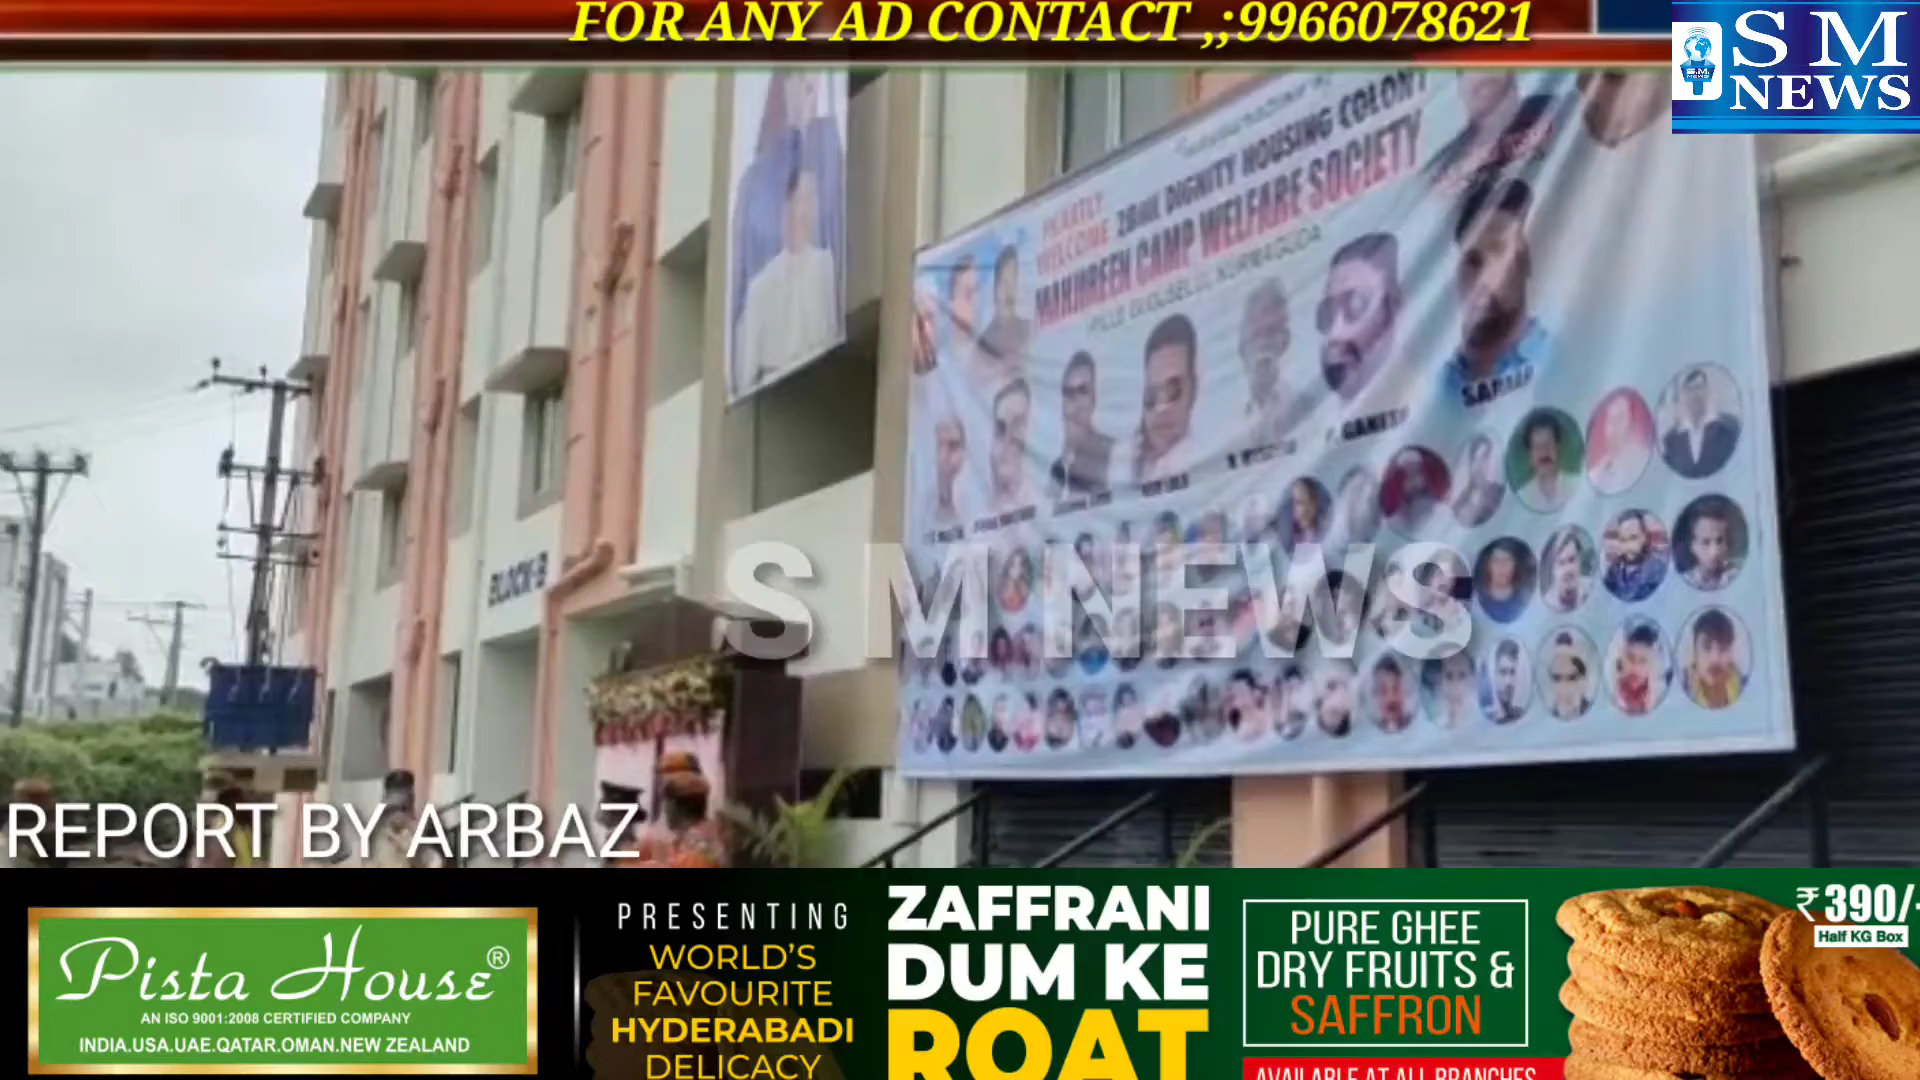 FOR ANY AD CONTACT ,;9966078621
S M
NEWS
HEARTLY
WELCOME
2BHK DIGNITY HOUSING COLONY
CAMP WELFARE SOCIETY
GANESH
BLOCK-B
S M NEWS
REPORT BY ARBAZ
Pista House®
AN ISO 9001:2008 CERTIFIED COMPANY
INDIA.USA.UAE.QATAR.OMAN.NEW ZEALAND
PRESENTING
WORLD'S
FAVOURITE
HYDERABADI
DELICACY
ZAFFRANI
DUM KE
ROAT
PURE GHEE
DRY FRUITS &
SAFFRON
AVAILABLE AT ALL BRANCHES
₹390/-
Half KG Box